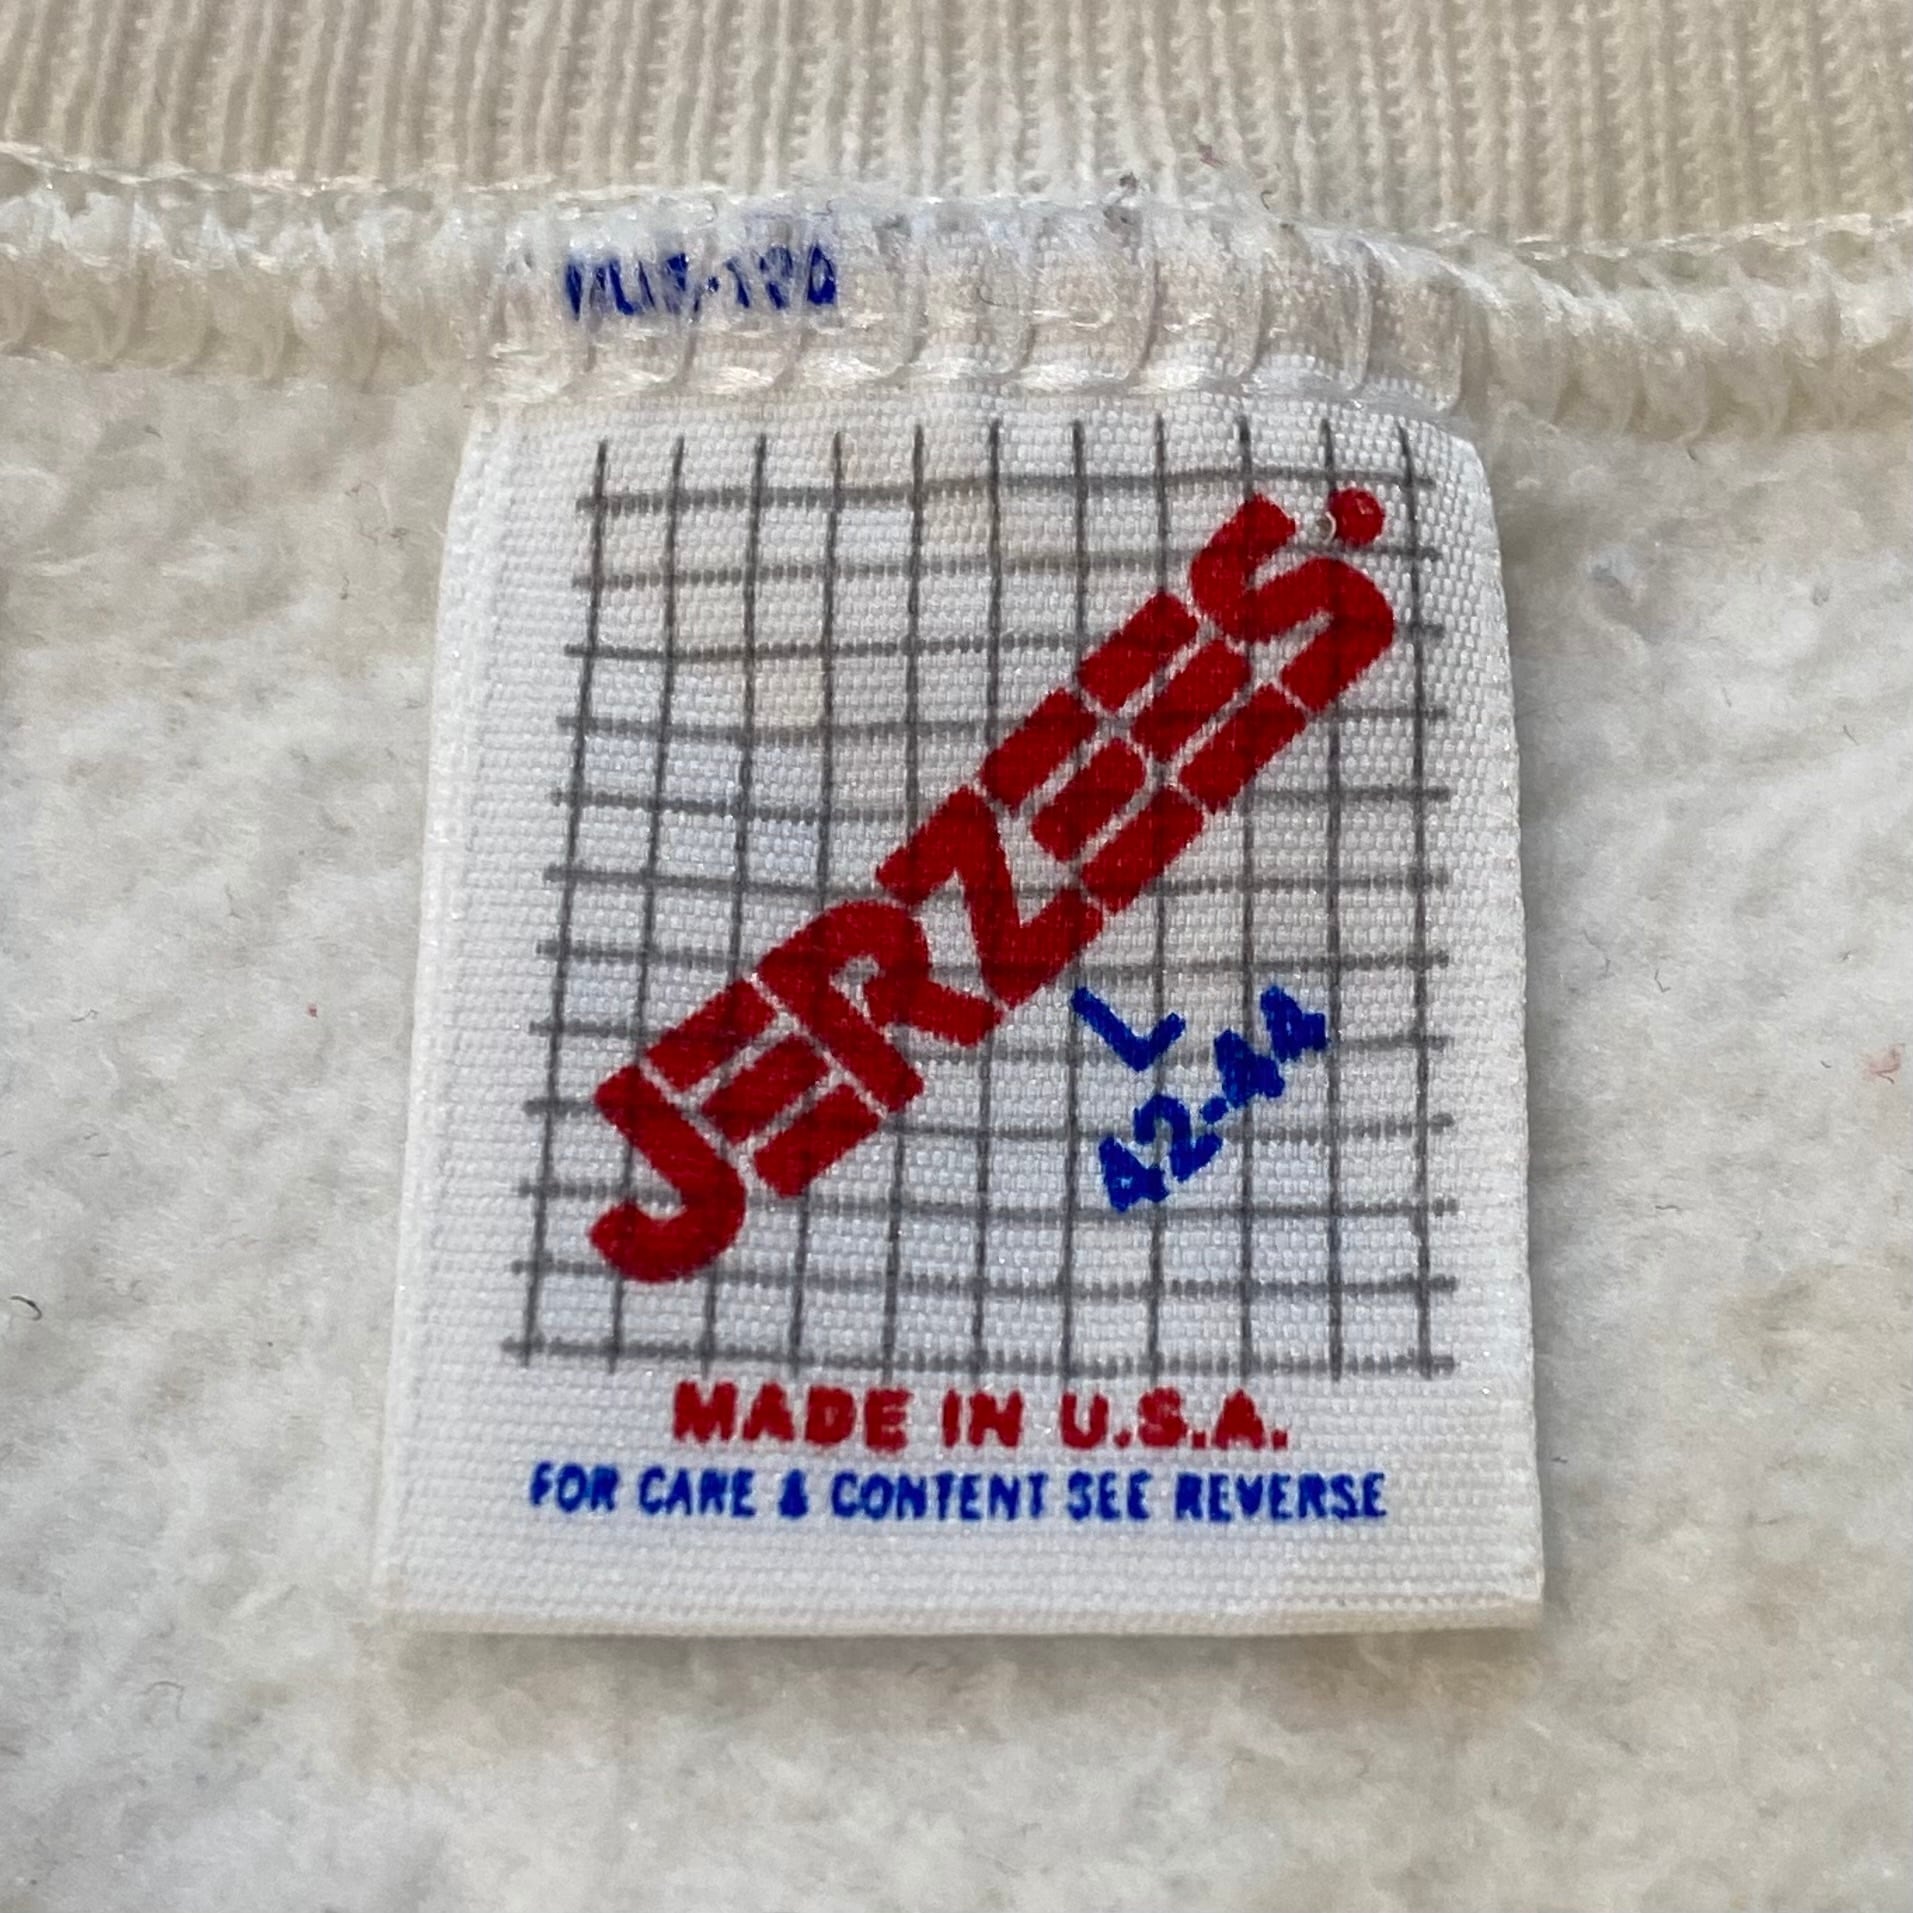 JERZEES.
L
42-44
MADE IN U.S.A.
FOR CARE & CONTENT SEE REVERSE